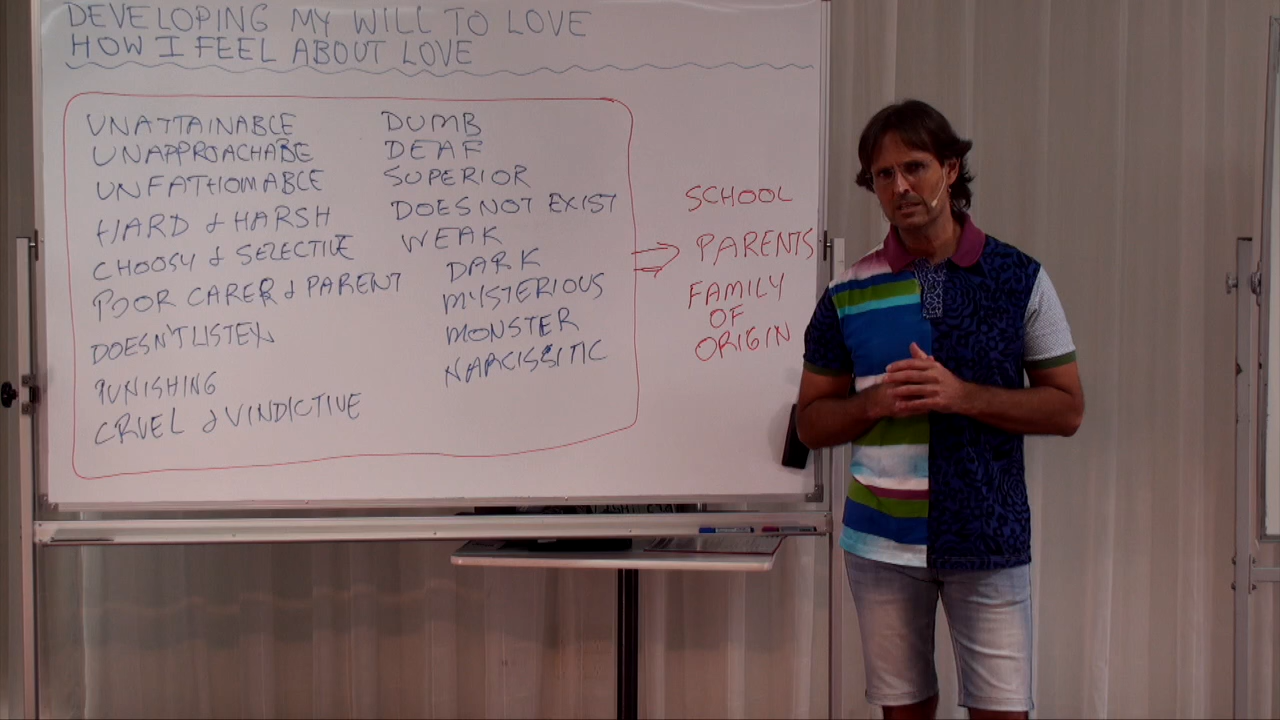 DEVELOPING MY WILL TO LOVE
HOW I FEEL ABOUT LOVE
UNATTAINABLE
UNAPPROACHABLE
UNFATHOMABLE
HARD & HARSH
CHOOSY & SELECTIVE
POOR CARER & PARENT
DOESN'T LISTEN
PUNISHING
CRUEL & VINDICTIVE
DUMB
DEAF
SUPERIOR
DOES NOT EXIST
WEAK
DARK
MYSTERIOUS
MONSTER
NARCISSITIC
SCHOOL
PARENTS
FAMILY
OF
ORIGIN